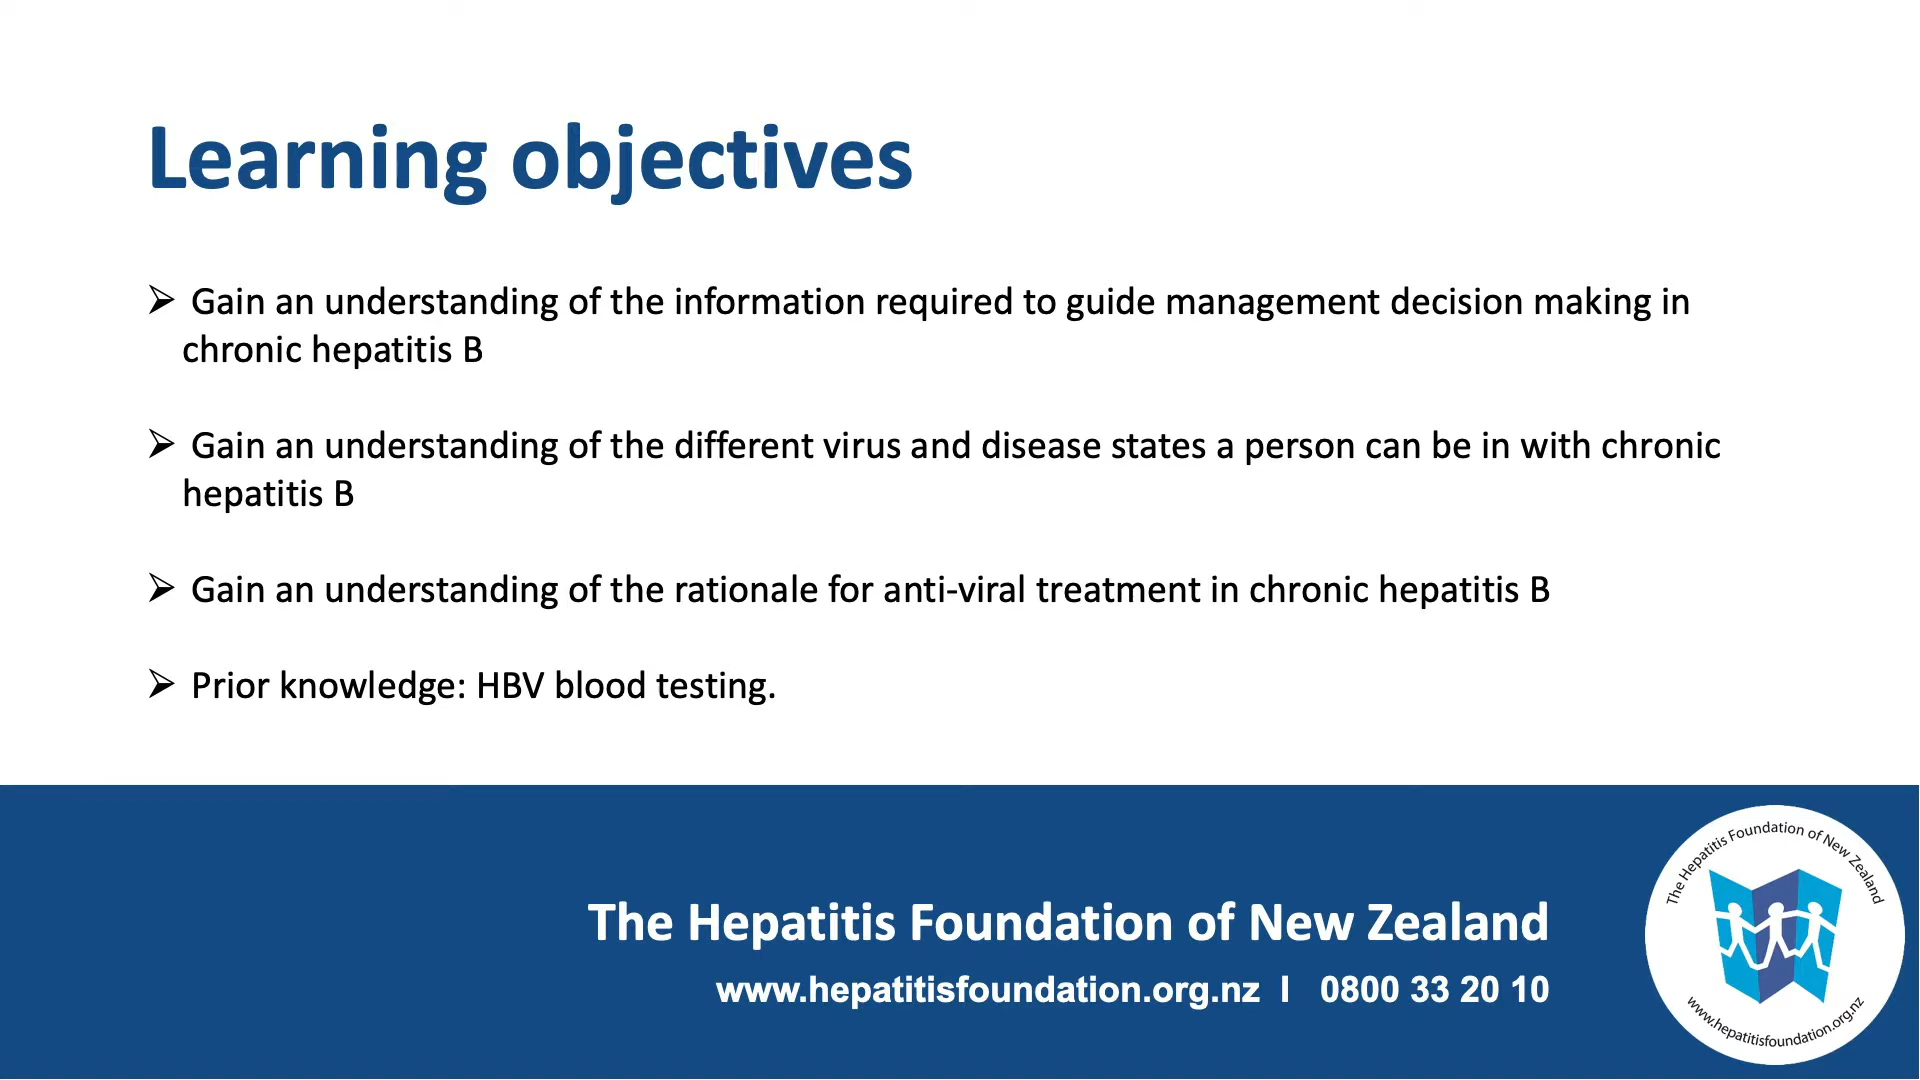 Learning objectives
➢ Gain an understanding of the information required to guide management decision making in
chronic hepatitis B
➢ Gain an understanding of the different virus and disease states a person can be in with chronic
hepatitis B
➢ Gain an understanding of the rationale for anti-viral treatment in chronic hepatitis B
➢ Prior knowledge: HBV blood testing.
The Hepatitis Foundation of New Zealand
www.hepatitisfoundation.org.nz I 0800 33 20 10
The Hepatitis Foundation of New Zealand
www.hepatitisfoundation.org.nz